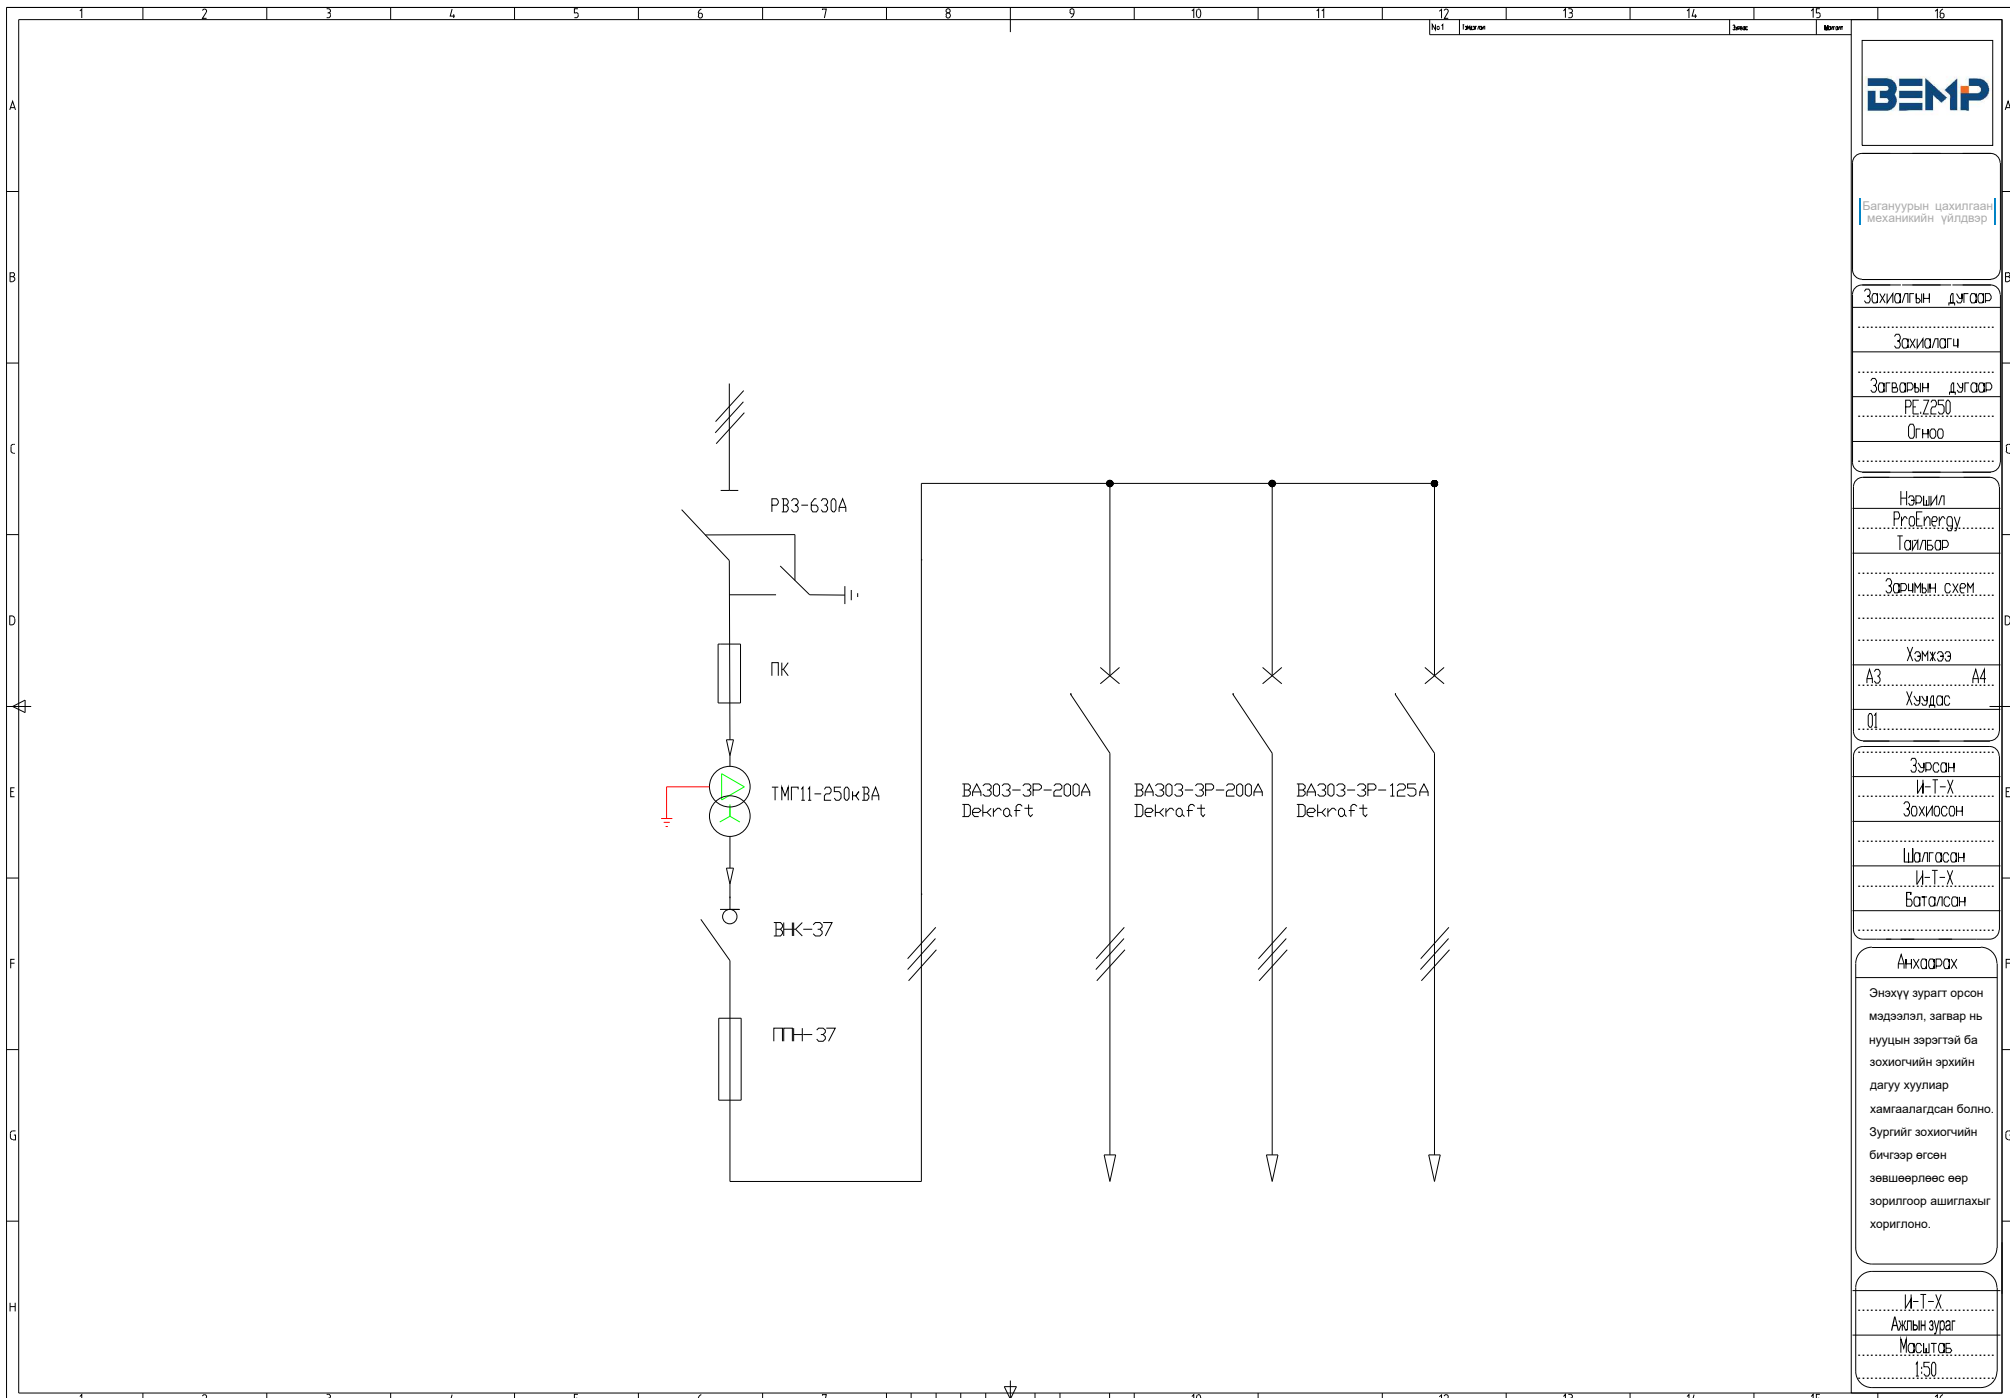 1 2 3 4 5 6 7 8 9 10 11 12 13 14 15 16
No1
A
B
C
D
E
F
G
H
РВЗ-630А
ПК
ТМГ11-250кВА
ВНК-37
ППН-37
ВА303-3Р-200А
Dekraft
ВА303-3Р-200А
Dekraft
ВА303-3Р-125А
Dekraft
BEMP
Багануурын цахилгаан
механикийн үйлдвэр
Захиалгын дугаар
Захиалагч
Загварын дугаар
PE.Z250
Огноо
Нэршил
ProEnergy
Тайлбар
Зарчмын схем
Хэмжээ
A3 A4
Хуудас
01
Зурсан
И-Т-Х
Зохиосон
Шалгасан
И-Т-Х
Баталсан
Анхаарах
Энэхүү зурагт орсон
мэдээлэл, загвар нь
нууцын зэрэгтэй ба
зохиогчийн эрхийн
дагуу хуулиар
хамгаалагдсан болно.
Зургийг зохиогчийн
бичгээр өгсөн
зөвшөөрлөөс өөр
зорилгоор ашиглахыг
хориглоно.
И-Т-Х
Ажлын зураг
Масштаб
1:50